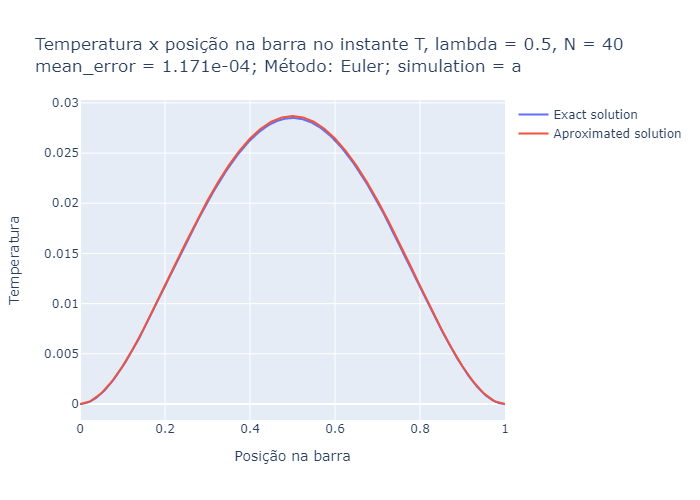 Temperatura x posição na barra no instante T, lambda = 0.5, N = 40
mean_error = 1.171e-04; Método: Euler; simulation = a
Exact solution
Aproximated solution
Temperatura
0.03
0.025
0.02
0.015
0.01
0.005
0
0
0.2
0.4
0.6
0.8
1
Posição na barra